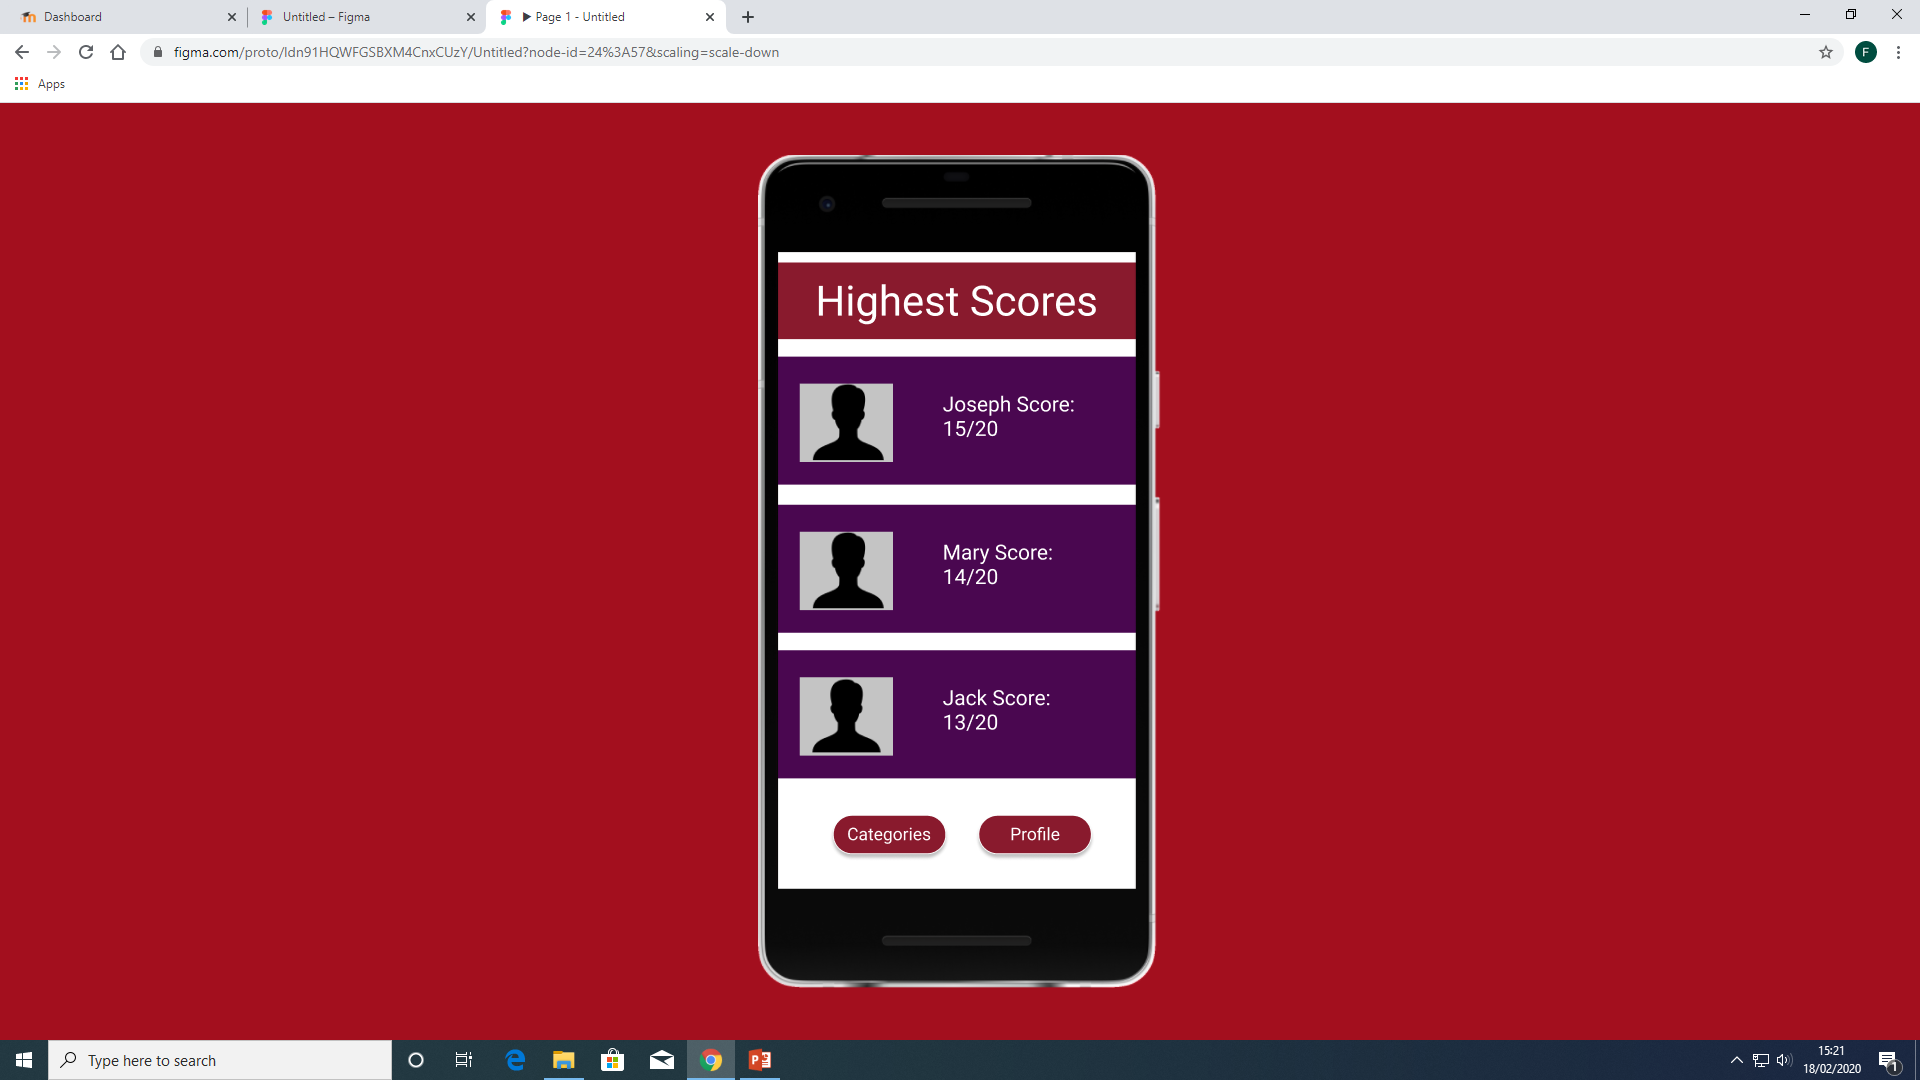 Dashboard
Untitled – Figma
▶ Page 1 - Untitled
figma.com/proto/ldn91HQWFGSBXM4CnxCUzY/Untitled?node-id=24%3A57&scaling=scale-down
F
Apps
Highest Scores
Joseph Score:
15/20
Mary Score:
14/20
Jack Score:
13/20
Categories
Profile
Type here to search
15:21
18/02/2020
1